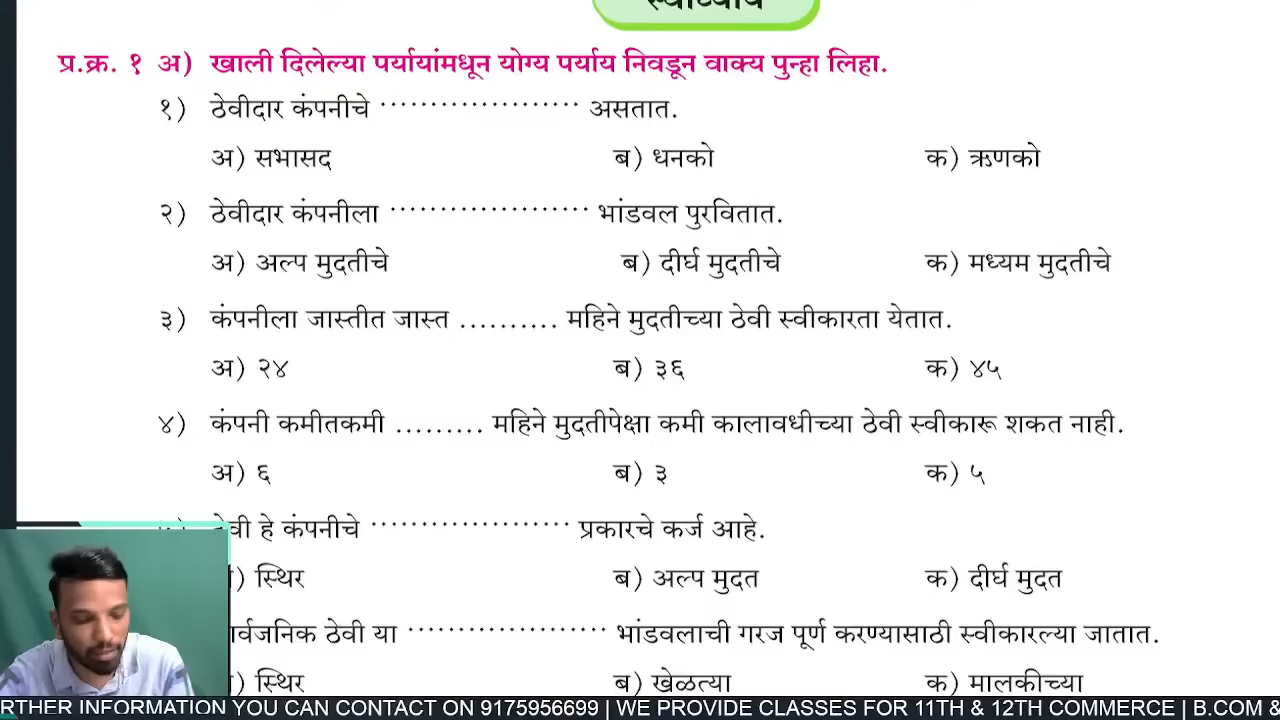 प्र.क्र. १ अ) खाली दिलेल्या पर्यायांमधून योग्य पर्याय निवडून वाक्य पुन्हा लिहा.
१) ठेवीदार कंपनीचे .................... असतात.
अ) सभासद ब) धनको क) ऋणको
२) ठेवीदार कंपनीला .................... भांडवल पुरवितात.
अ) अल्प मुदतीचे ब) दीर्घ मुदतीचे क) मध्यम मुदतीचे
३) कंपनीला जास्तीत जास्त .......... महिने मुदतीच्या ठेवी स्वीकारता येतात.
अ) २४ ब) ३६ क) ४५
४) कंपनी कमीतकमी ......... महिने मुदतीपेक्षा कमी कालावधीच्या ठेवी स्वीकारू शकत नाही.
अ) ६ ब) ३ क) ५
हे कंपनीचे .................... प्रकारचे कर्ज आहे.
) स्थिर ब) अल्प मुदत क) दीर्घ मुदत
ठेवी या .................... भांडवलाची गरज पूर्ण करण्यासाठी स्वीकारल्या जातात.
) स्थिर ब) खेळत्या क) मालकीच्या
RTHER INFORMATION YOU CAN CONTACT ON 9175956699 | WE PROVIDE CLASSES FOR 11TH & 12TH COMMERCE | B.COM &